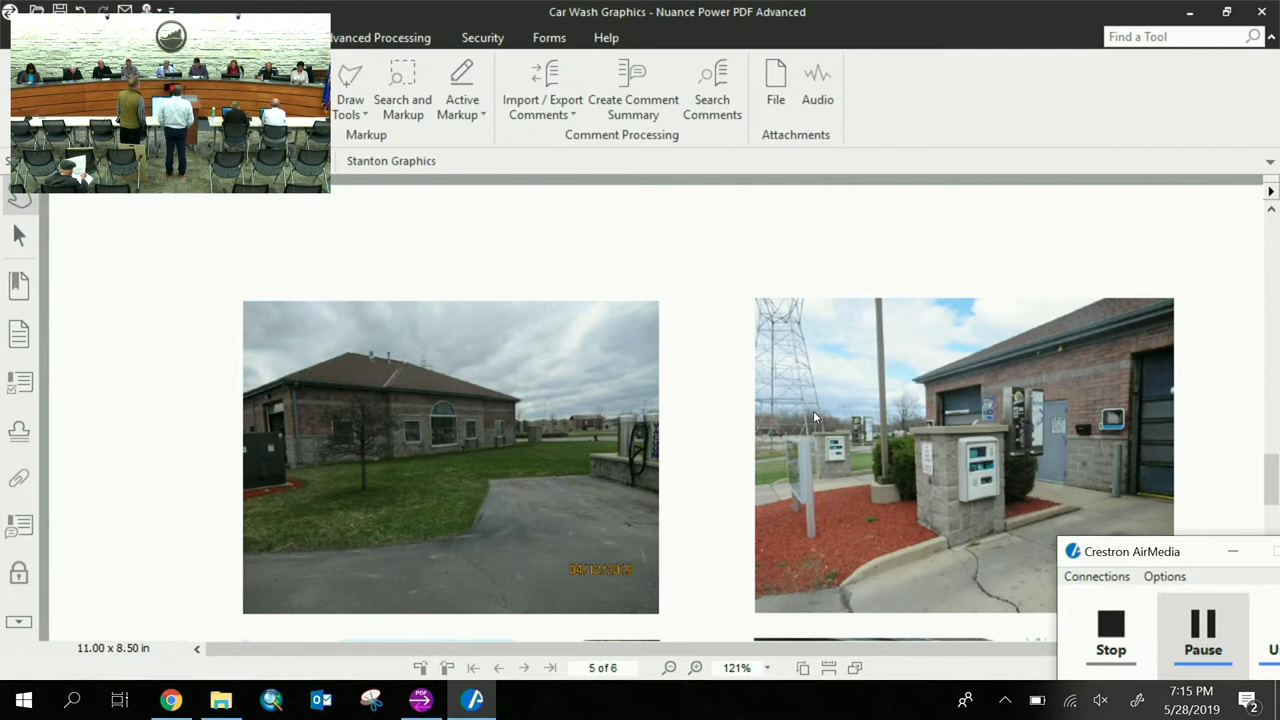 Car Wash Graphics - Nuance Power PDF Advanced
dvanced Processing
Security
Forms
Help
Find a Tool
Draw Tools
Search and Markup
Active Markup
Import / Export Comments
Create Comment Summary
Search Comments
File
Audio
Markup
Comment Processing
Attachments
Stanton Graphics
04/12/2019
Crestron AirMedia
Connections
Options
Stop
Pause
U
11.00 x 8.50 in
5 of 6
121%
PDF
7:15 PM
5/28/2019
2